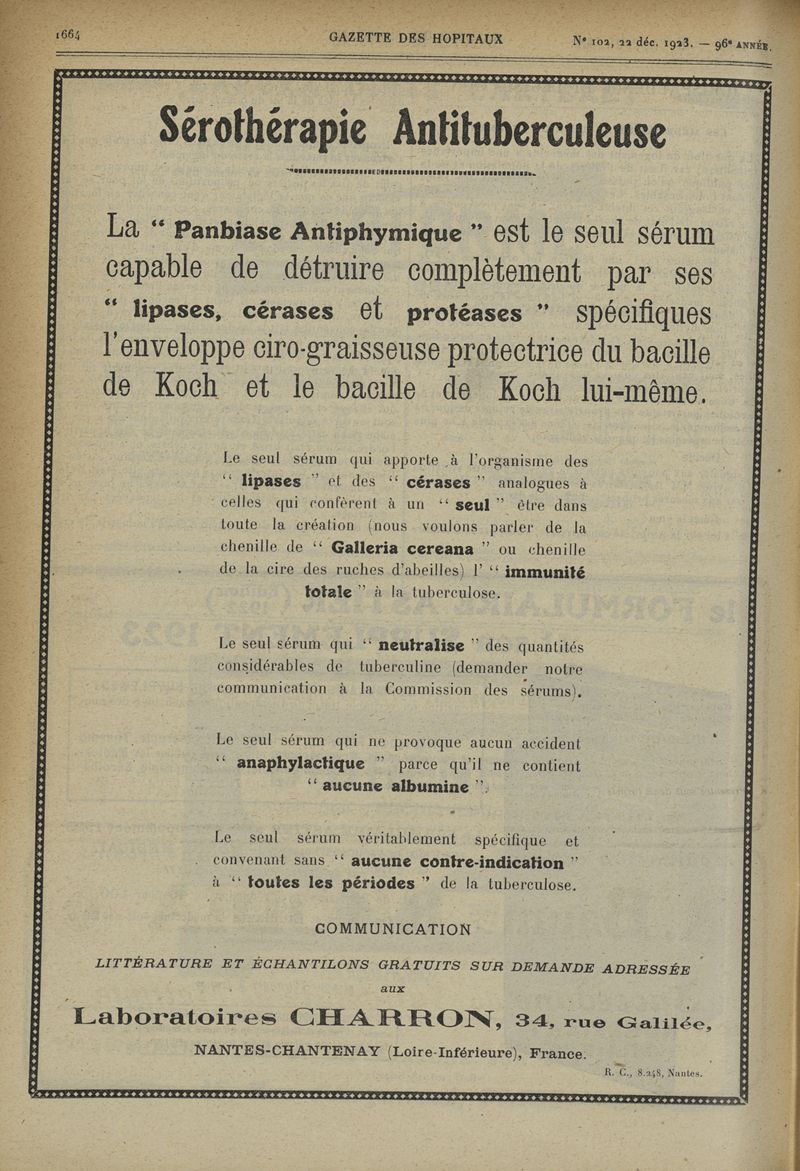 1664
GAZETTE DES HOPITAUX
N° 102, 22 déc. 1923. — 96e ANNÉE.
Sérothérapie Antituberculeuse
La “ Panbiase Antiphymique ” est le seul sérum
capable de détruire complètement par ses
“ lipases, cérases et protéases ” spécifiques
l'enveloppe ciro-graisseuse protectrice du bacille
de Koch et le bacille de Koch lui-même.
Le seul sérum qui apporte à l'organisme des
“ lipases ” et des “ cérases ” analogues à
celles qui confèrent à un “ seul ” être dans
toute la création (nous voulons parler de la
chenille de “ Galleria cereana ” ou chenille
de la cire des ruches d'abeilles) l' “ immunité
totale ” à la tuberculose.
Le seul sérum qui “ neutralise ” des quantités
considérables de tuberculine (demander notre
communication à la Commission des sérums).
Le seul sérum qui ne provoque aucun accident
“ anaphylactique ” parce qu'il ne contient
“ aucune albumine ”.
Le seul sérum véritablement spécifique et
convenant sans “ aucune contre-indication ”
à “ toutes les périodes ” de la tuberculose.
COMMUNICATION
LITTÉRATURE ET ÉCHANTILONS GRATUITS SUR DEMANDE ADRESSÉE
aux
Laboratoires CHARRON, 34, rue Galilée,
NANTES-CHANTENAY (Loire-Inférieure), France.
R. C., 8.248, Nantes.